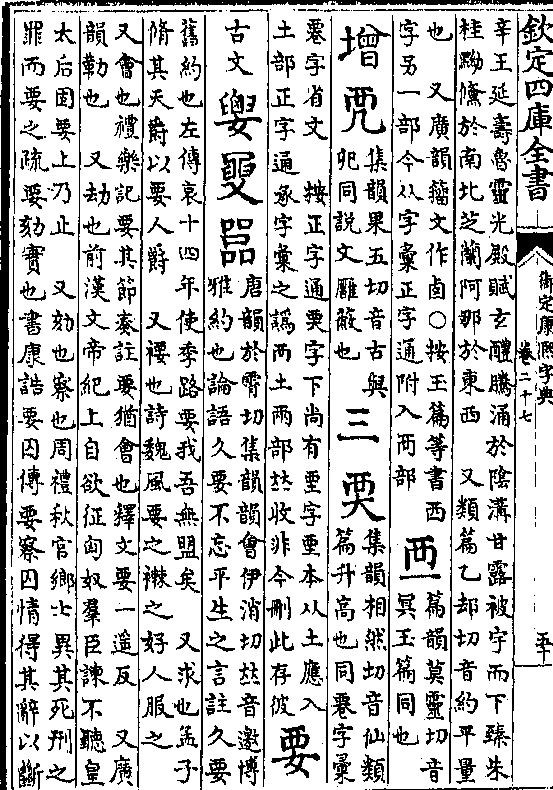 欽定四庫全書
御定康熙字典
卷二十七
五十
辛王延壽魯靈光殿賦玄醴騰涌於陰溝甘露被宇而下臻朱
桂黝儵於南北芝蘭阿那於東西　又類篇乙却切音約平量
也　又廣韻籒文作卣○按玉篇等書西
字另一部今从字彙正字通附入襾部
篇韻莫靈切音
冥玉篇同也
增
集韻果五切音古與
同說文廱蔽也
三
集韻相然切音仙類
篇升高也同䙴字彙
䙴字省文　按正字通要字下尚有垔字垔本从土應入
土部正字通承字彙之譌西土兩部𠀤收非今刪此存彼
要
古文
唐韻於霄切集韻韻會伊消切𠀤音邀博
雅約也論語久要不忘平生之言註久要
舊約也左傳哀十四年使季路要我吾無盟矣　又求也孟子
脩其天爵以要人爵　又褸也詩魏風要之襋之好人服之
又會也禮樂記要其節奏註要猶會也釋文要一遥反　又廣
韻勒也　又劫也前漢文帝紀上自欲征匈奴羣臣諫不聽皇
太后固要上乃止　又劾也察也周禮秋官鄉士異其死刑之
罪而要之疏要劾實也書康誥要囚傳要察囚情得其辭以斷